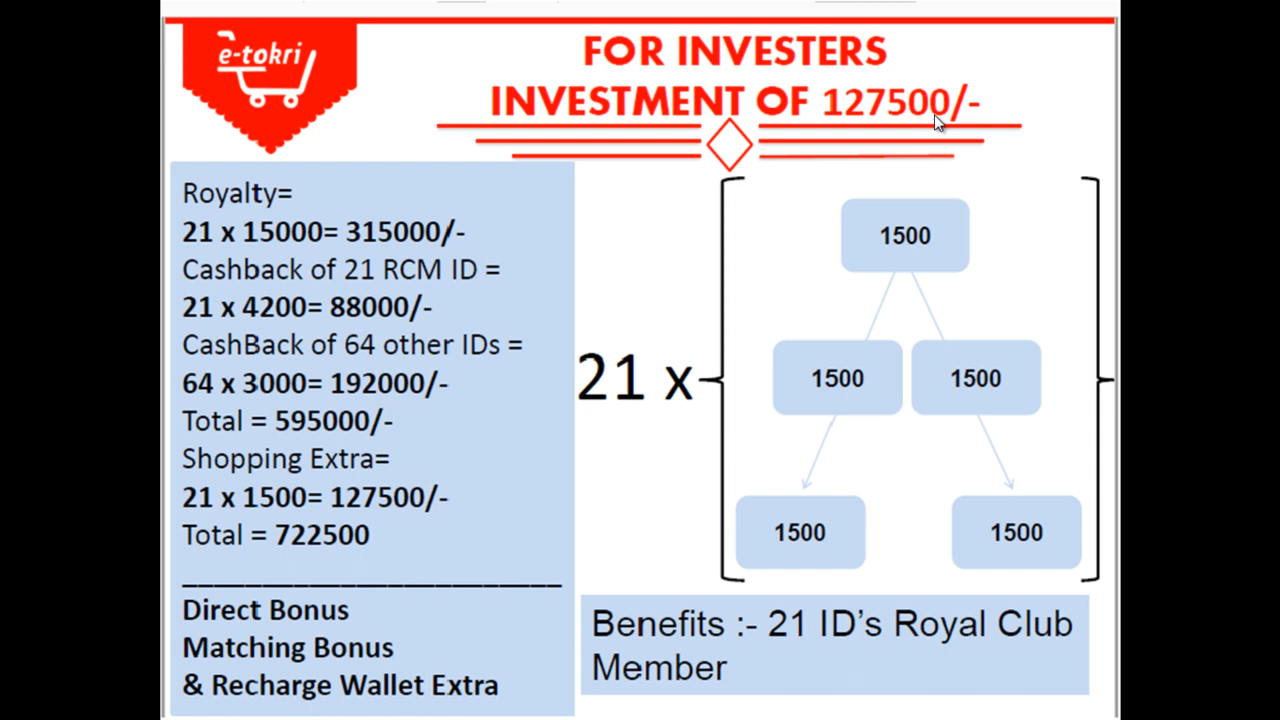 e-tokri
FOR INVESTERS
INVESTMENT OF 127500/-
Royalty=
21 x 15000= 315000/-
Cashback of 21 RCM ID =
21 x 4200= 88000/-
CashBack of 64 other IDs =
64 x 3000= 192000/-
Total = 595000/-
Shopping Extra=
21 x 1500= 127500/-
Total = 722500
Direct Bonus
Matching Bonus
& Recharge Wallet Extra
21 x
1500
1500 1500
1500 1500
Benefits :- 21 ID’s Royal Club
Member